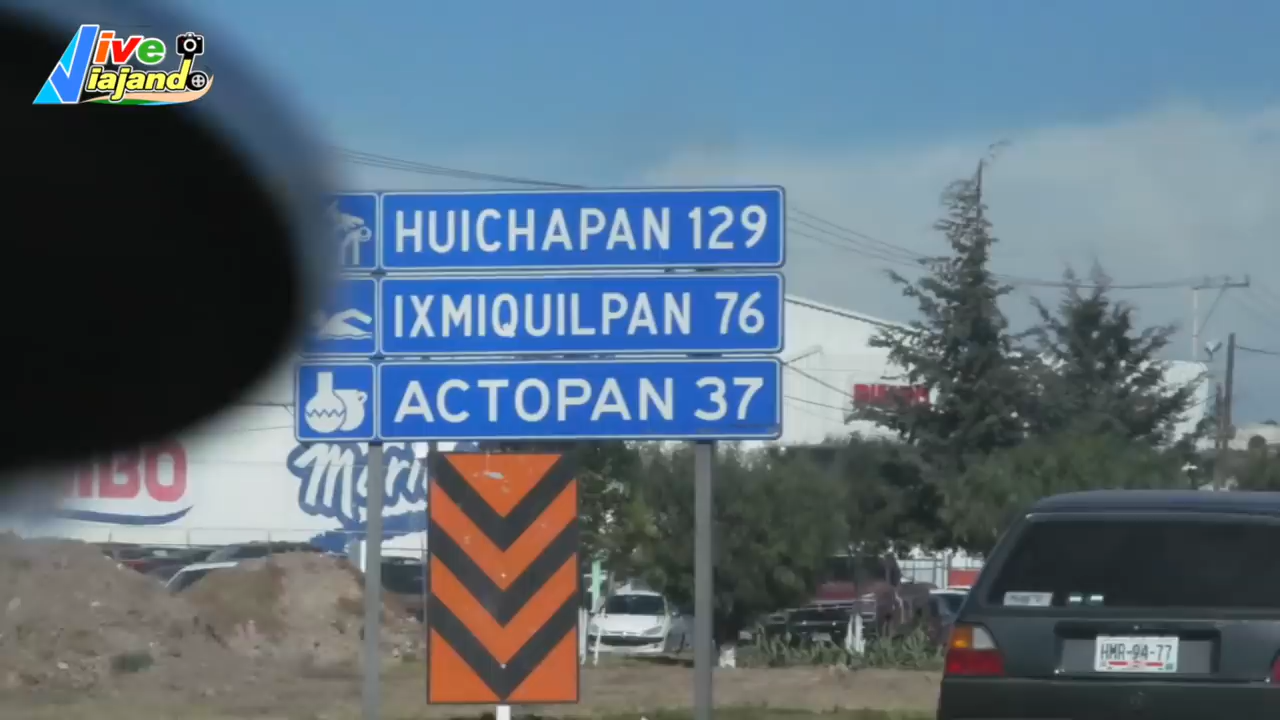 Vive
Viajando
HUICHAPAN 129
IXMIQUILPAN 76
ACTOPAN 37
HMR-94-77